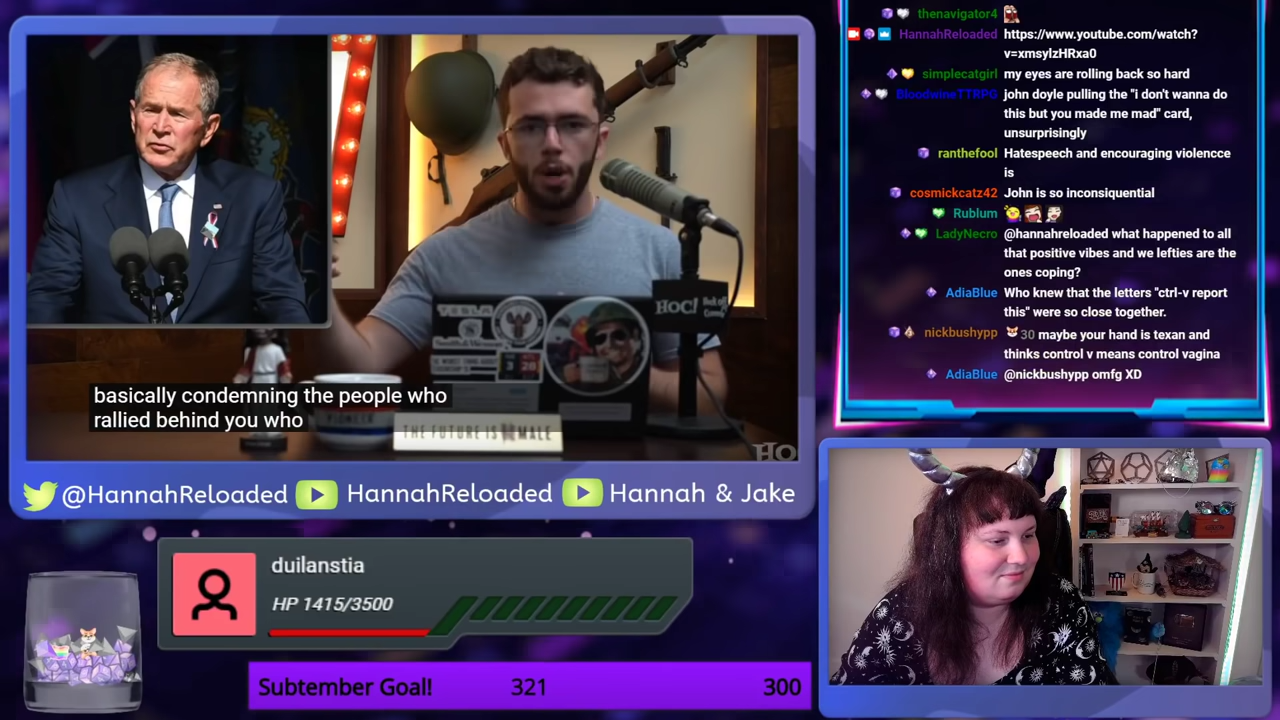 basically condemning the people who
rallied behind you who
THE FUTURE IS MALE
HOC!
TESLA
HO
@HannahReloaded
HannahReloaded
Hannah & Jake
duilanstia
HP 1415/3500
Subtember Goal! 321 300
thenavigator4
HannahReloaded https://www.youtube.com/watch?
v=xmsylzHRxa0
simplecatgirl my eyes are rolling back so hard
BloodwineTTRPG john doyle pulling the "i don't wanna do
this but you made me mad" card,
unsurprisingly
ranthefool Hatespeech and encouraging violencce
is
cosmickatz42 John is so inconsiquential
Rublum
LadyNecro @hannahreloaded what happened to all
that positive vibes and we lefties are the
ones coping?
AdiaBlue Who knew that the letters "ctrl-v report
this" were so close together.
nickbushypp 30 maybe your hand is texan and
thinks control v means control vagina
AdiaBlue @nickbushypp omfg XD